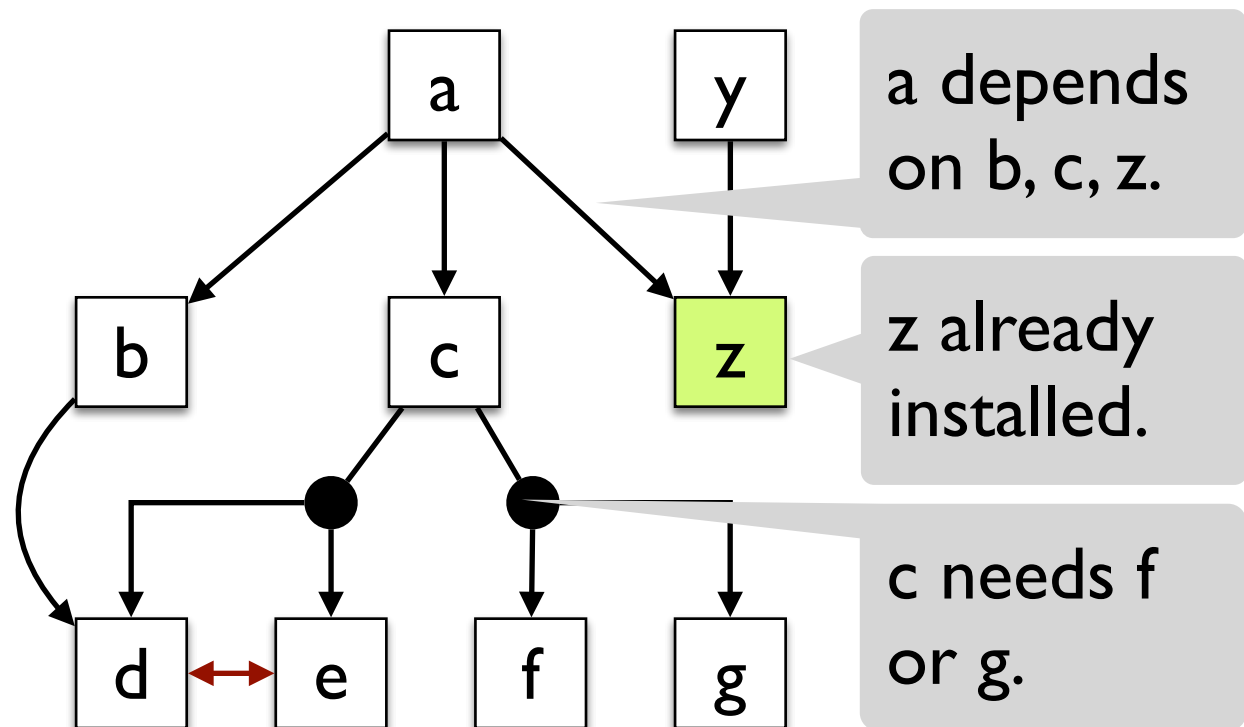 a
y
a depends
on b, c, z.
b
c
z
z already
installed.
c needs f
or g.
d
e
f
g